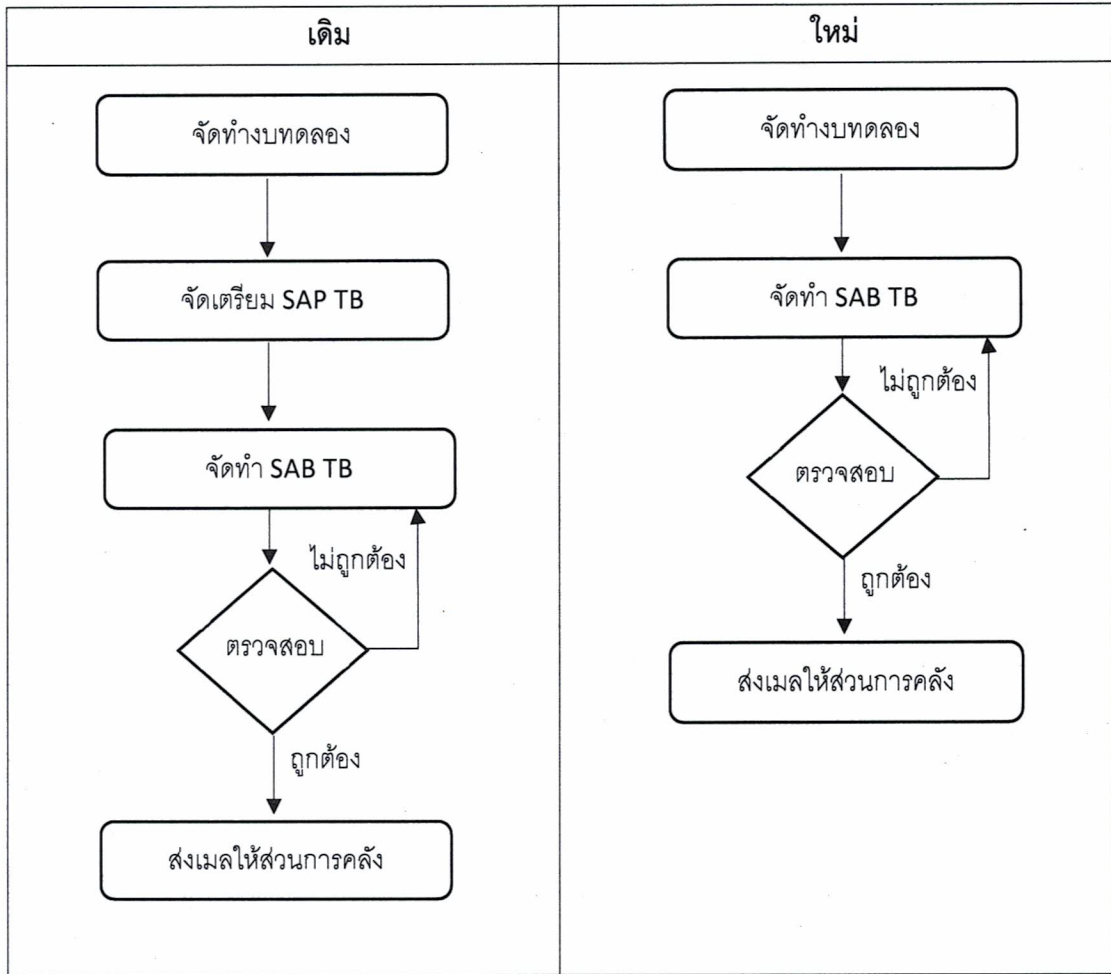 เดิม
จัดทำงบทดลอง
จัดเตรียม SAP TB
จัดทำ SAB TB
ไม่ถูกต้อง
ตรวจสอบ
ถูกต้อง
ส่งเมลให้ส่วนการคลัง
ใหม่
จัดทำงบทดลอง
จัดทำ SAB TB
ไม่ถูกต้อง
ตรวจสอบ
ถูกต้อง
ส่งเมลให้ส่วนการคลัง